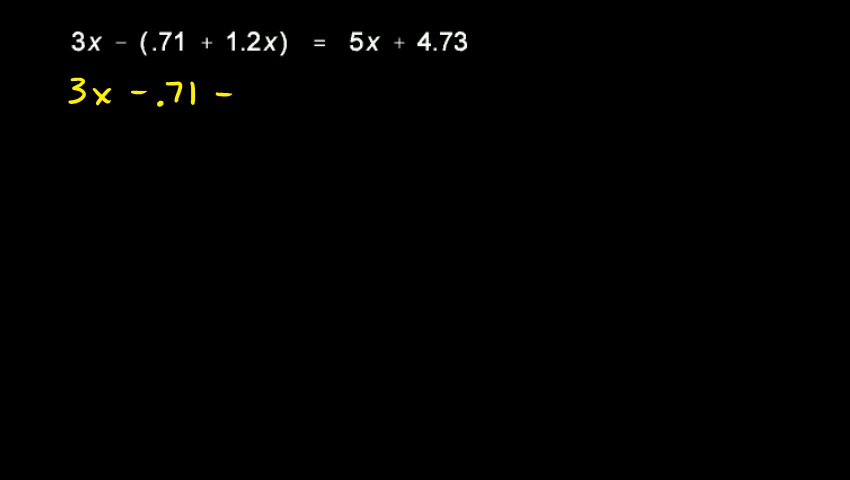 3x - (.71 + 1.2x) = 5x + 4.73
3x - .71 -